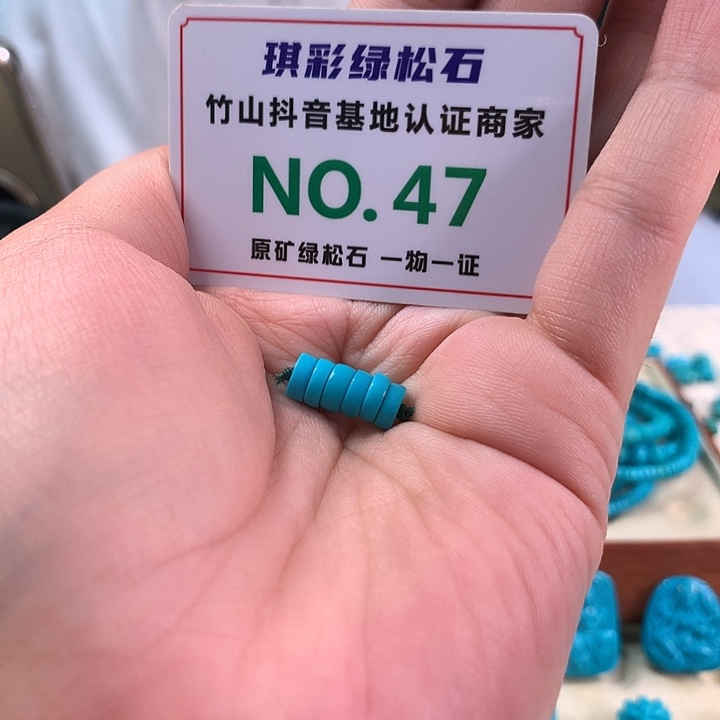 琪彩绿松石
竹山抖音基地认证商家
NO.47
原矿绿松石 一物一证